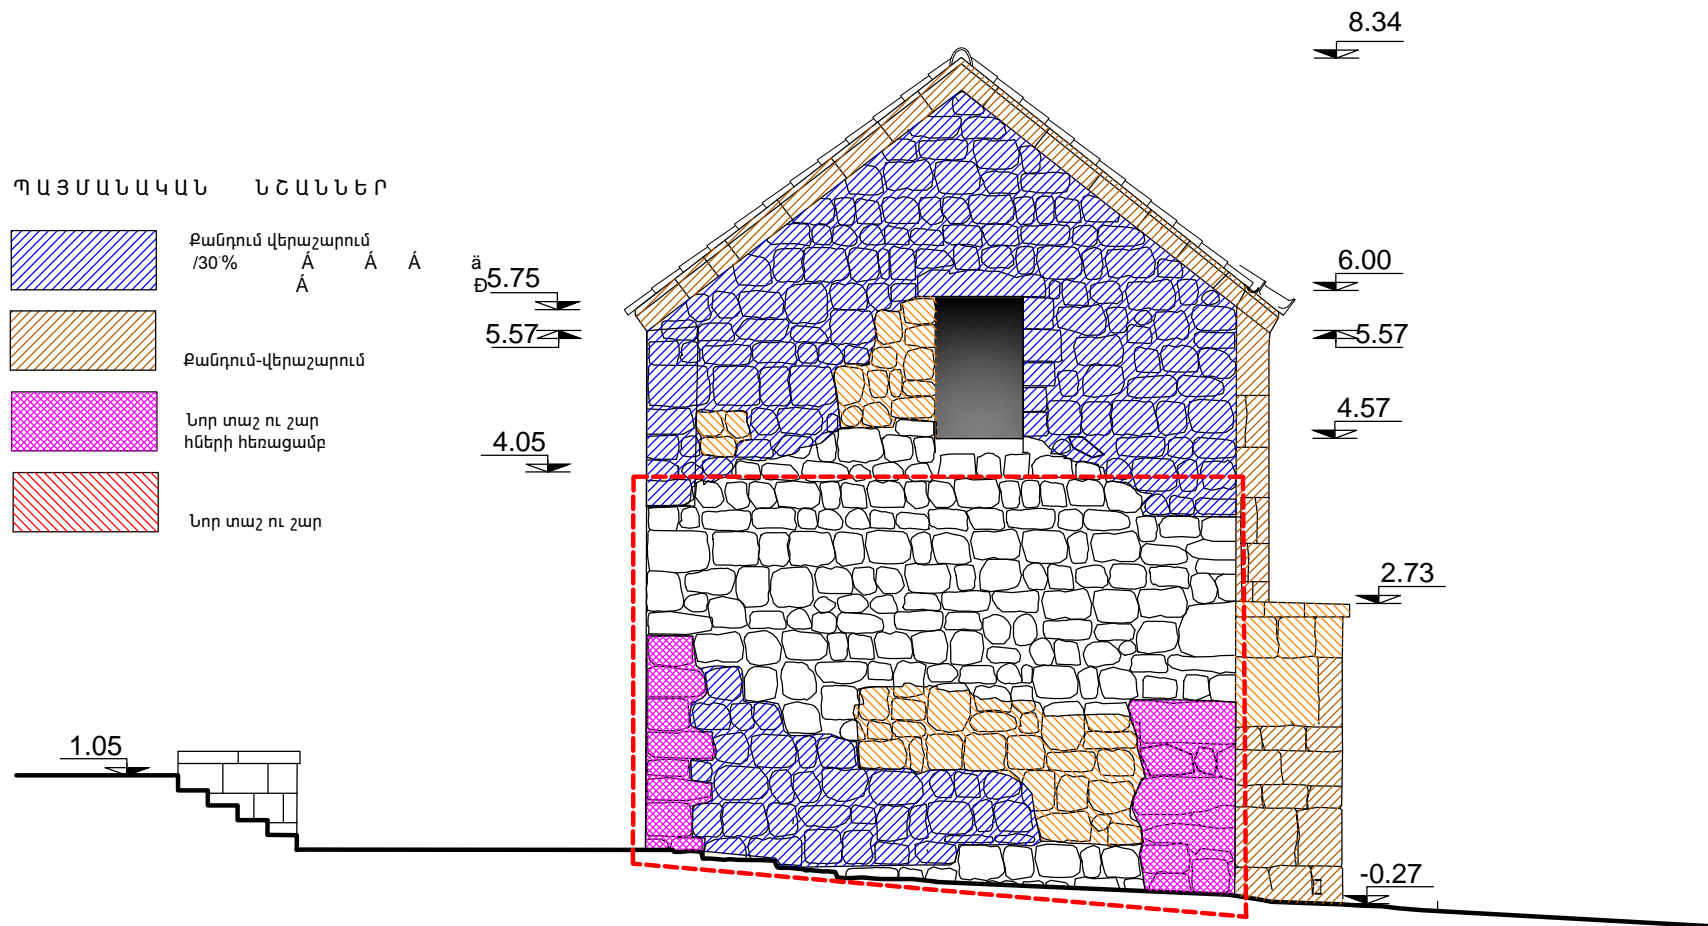 8.34
ՊԱՅՄԱՆԱԿԱՆ ՆՇԱՆՆԵՐ
Քանդում վերաշարում
/30՛% Á Á Á ä
Á Ð
5.75
6.00
5.57
5.57
Քանդում-վերաշարում
Նոր տաշ ու շար
հների հեռացամբ
4.05
4.57
Նոր տաշ ու շար
2.73
1.05
-0.27